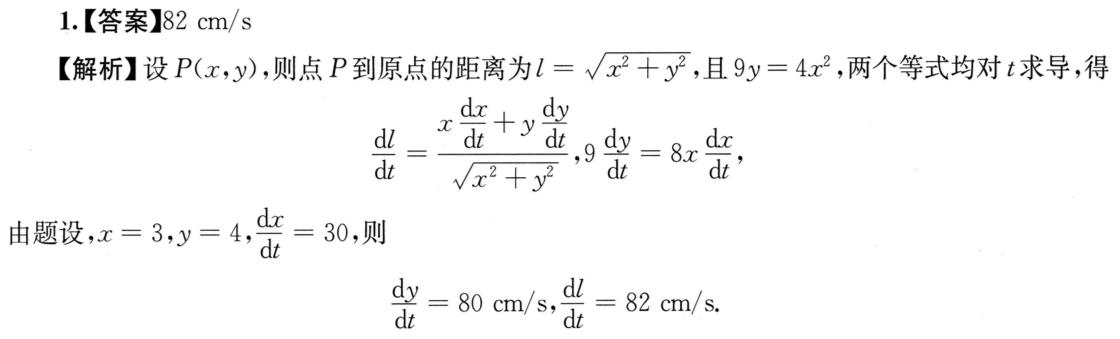 1.【答案】82 cm/s
【解析】设 P(x,y),则点 P 到原点的距离为 l = √(x² + y²),且 9y = 4x²,两个等式均对 t 求导,得
dl/dt = (x dx/dt + y dy/dt)/√(x² + y²), 9 dy/dt = 8x dx/dt,
由题设,x = 3,y = 4,dx/dt = 30,则
dy/dt = 80 cm/s, dl/dt = 82 cm/s.